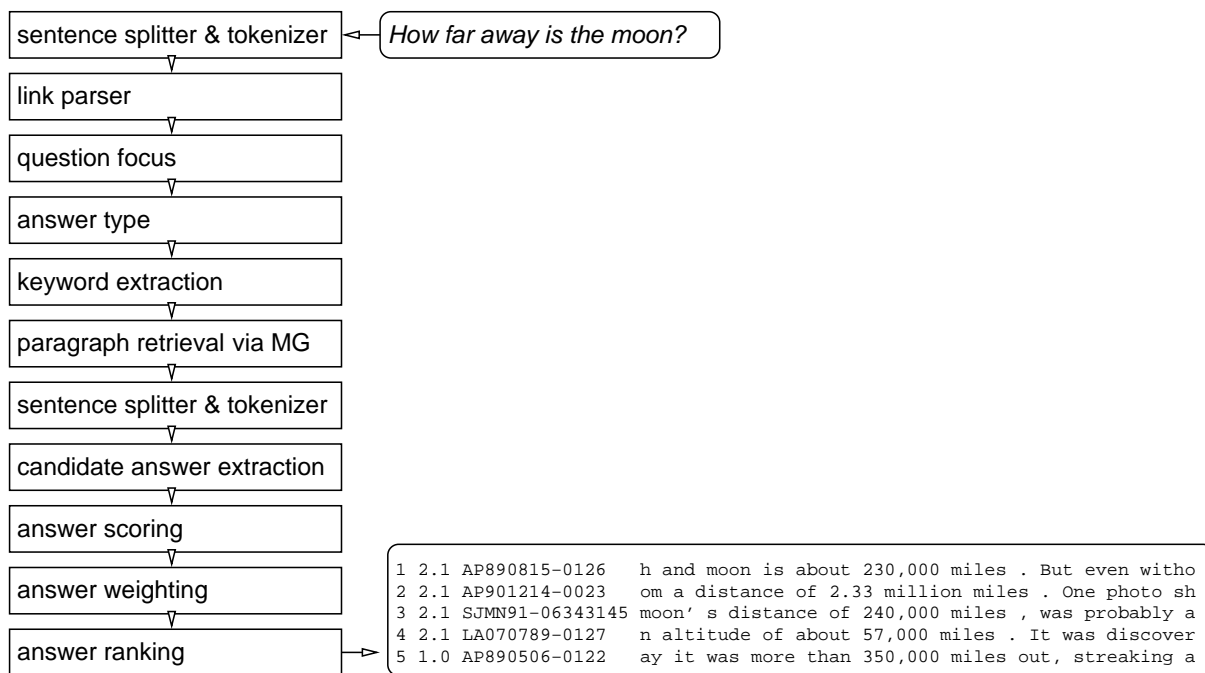 sentence splitter & tokenizer
How far away is the moon?
link parser
question focus
answer type
keyword extraction
paragraph retrieval via MG
sentence splitter & tokenizer
candidate answer extraction
answer scoring
answer weighting
answer ranking
1 2.1 AP890815-0126 h and moon is about 230,000 miles . But even witho
2 2.1 AP901214-0023 om a distance of 2.33 million miles . One photo sh
3 2.1 SJMN91-06343145 moon' s distance of 240,000 miles , was probably a
4 2.1 LA070789-0127 n altitude of about 57,000 miles . It was discover
5 1.0 AP890506-0122 ay it was more than 350,000 miles out, streaking a